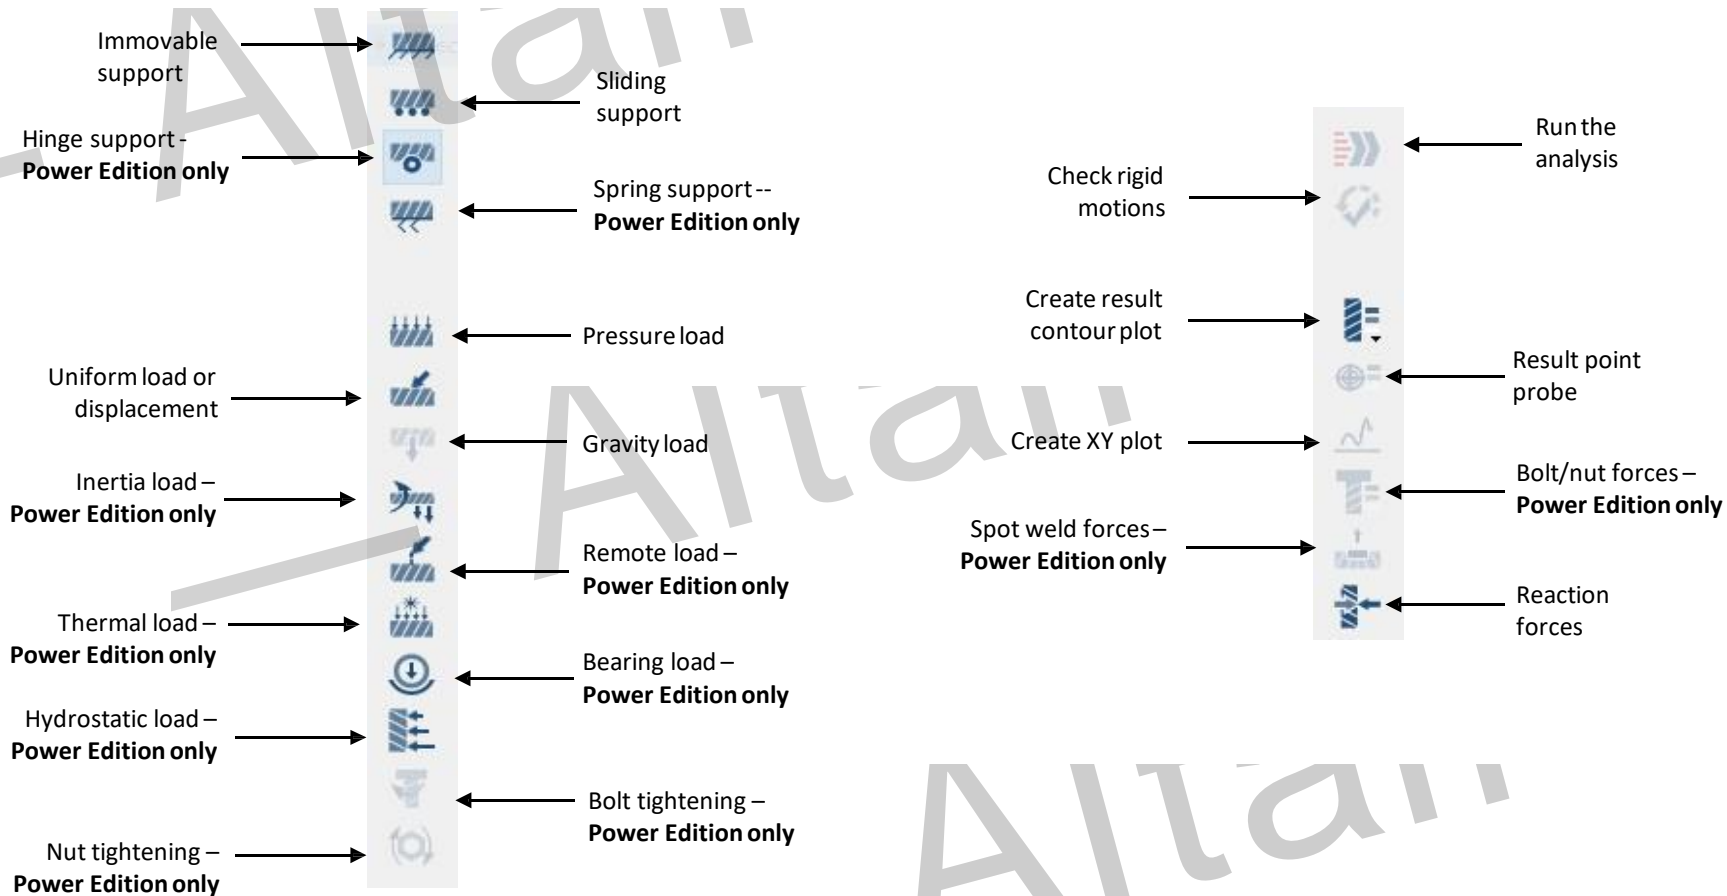 Immovable
support
Sliding
support
Hinge support -
Power Edition only
Spring support --
Power Edition only
Pressure load
Uniform load or
displacement
Gravity load
Inertia load –
Power Edition only
Remote load –
Power Edition only
Thermal load –
Power Edition only
Bearing load –
Power Edition only
Hydrostatic load –
Power Edition only
Bolt tightening –
Power Edition only
Nut tightening –
Power Edition only
Run the
analysis
Check rigid
motions
Create result
contour plot
Result point
probe
Create XY plot
Bolt/nut forces –
Power Edition only
Spot weld forces –
Power Edition only
Reaction
forces